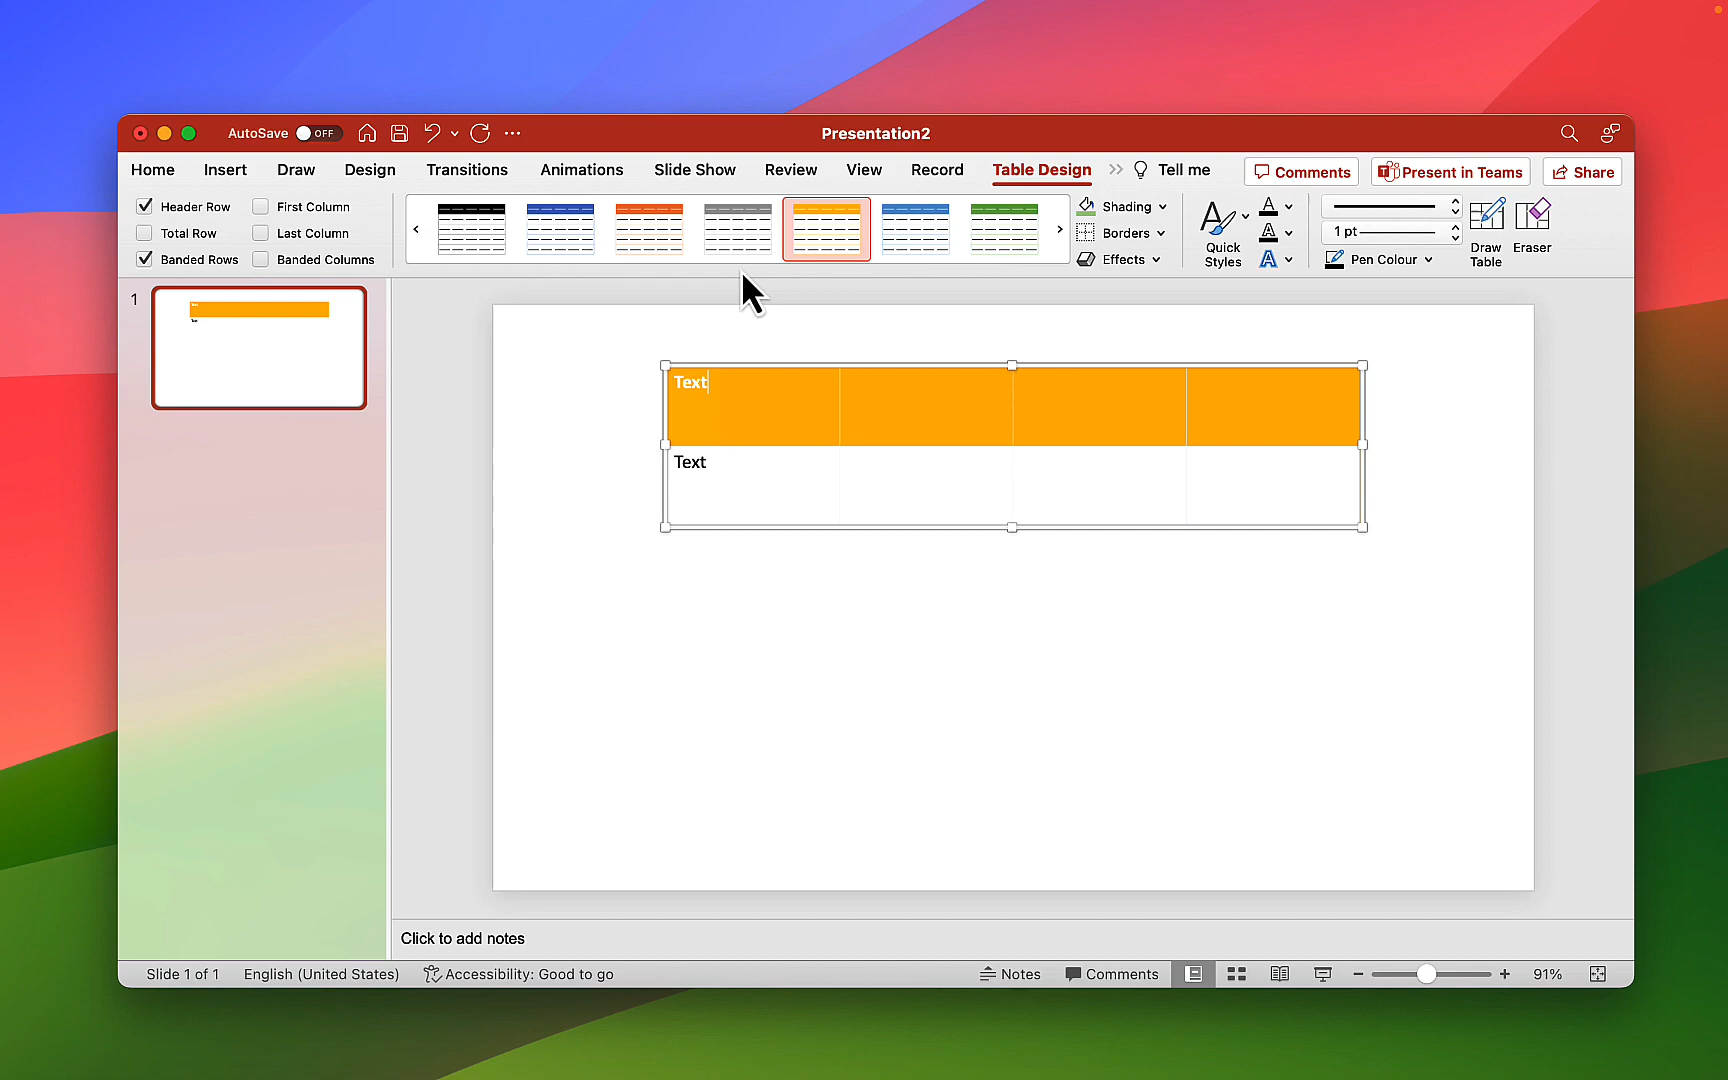 AutoSave OFF Presentation2
Home Insert Draw Design Transitions Animations Slide Show Review View Record Table Design Tell me Comments Present in Teams Share
Header Row First Column
Total Row Last Column
Banded Rows Banded Columns
Shading
Borders
Effects
Quick
Styles
1 pt
Pen Colour
Draw
Table
Eraser
1
Text
Text
Text
Text
Click to add notes
Slide 1 of 1 English (United States) Accessibility: Good to go Notes Comments 91%